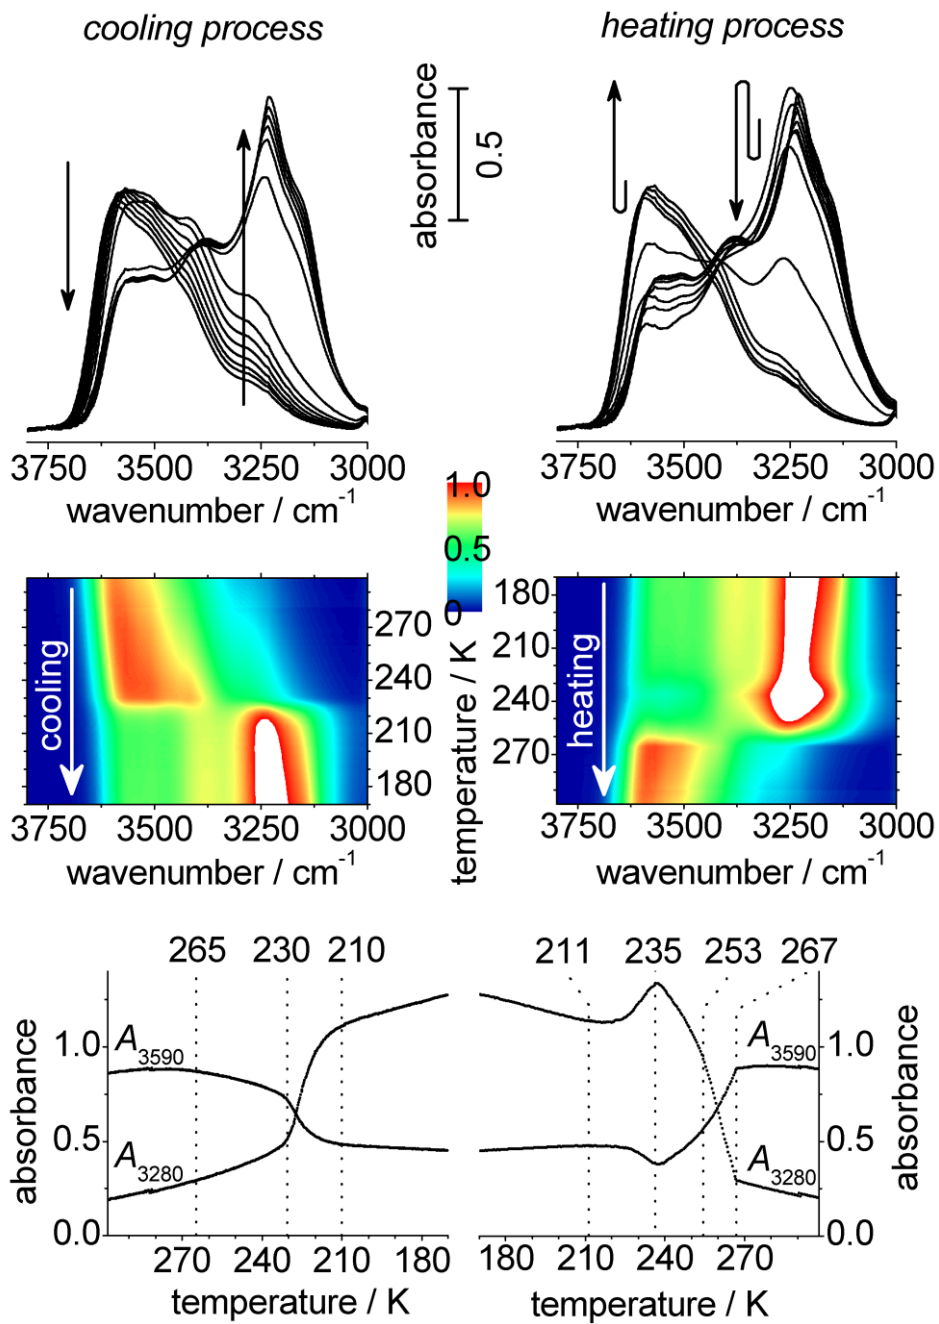 cooling process
heating process
absorbance
0.5
3750 3500 3250 3000
wavenumber / cm⁻¹
3750 3500 3250 3000
wavenumber / cm⁻¹
1.0
0.5
0
cooling
270
240
210
180
temperature / K
180
210
240
270
heating
3750 3500 3250 3000
wavenumber / cm⁻¹
3750 3500 3250 3000
wavenumber / cm⁻¹
265 230 210
211 235 253 267
absorbance
1.0
0.5
0.0
A₃₅₉₀
A₃₂₈₀
270 240 210 180
temperature / K
A₃₅₉₀
A₃₂₈₀
1.0
0.5
0.0
absorbance
180 210 240 270
temperature / K